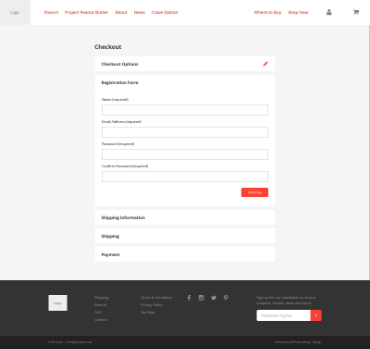 Logo
Flavors Project Peanut Butter About News Crave Station
Where to Buy Shop Now
Checkout
Checkout Options
Registration Form
Name (required)
Email Address (required)
Password (required)
Confirm Password (required)
Continue
Shipping Information
Shipping
Payment
Logo
Shipping
Returns
FAQ
Contact
Terms & Conditions
Privacy Policy
Site Map
Sign up for our newsletter to receive
coupons, recipes, news and more.
Newsletter Signup
All Rights Reserved